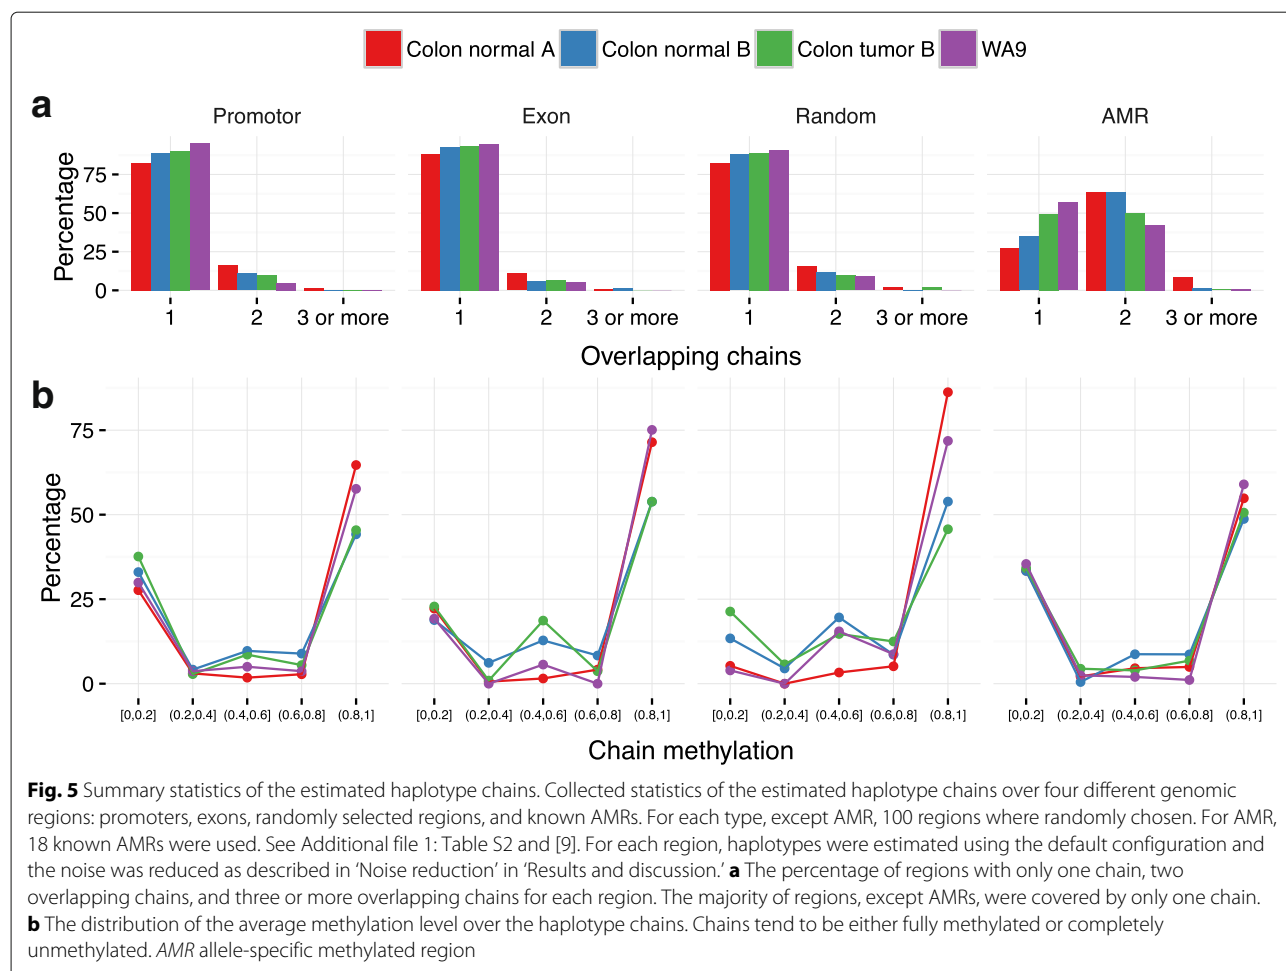 Colon normal A Colon normal B Colon tumor B WA9
a
Promotor Exon Random AMR
Percentage
75
50
25
0
1 2 3 or more 1 2 3 or more 1 2 3 or more 1 2 3 or more
Overlapping chains
b
Percentage
75
50
25
0
[0,0.2] (0.2,0.4] (0.4,0.6] (0.6,0.8] (0.8,1] [0,0.2] (0.2,0.4] (0.4,0.6] (0.6,0.8] (0.8,1] [0,0.2] (0.2,0.4] (0.4,0.6] (0.6,0.8] (0.8,1] [0,0.2] (0.2,0.4] (0.4,0.6] (0.6,0.8] (0.8,1]
Chain methylation
Fig. 5 Summary statistics of the estimated haplotype chains. Collected statistics of the estimated haplotype chains over four different genomic
regions: promoters, exons, randomly selected regions, and known AMRs. For each type, except AMR, 100 regions where randomly chosen. For AMR,
18 known AMRs were used. See Additional file 1: Table S2 and [9]. For each region, haplotypes were estimated using the default configuration and
the noise was reduced as described in ‘Noise reduction’ in ‘Results and discussion.’ a The percentage of regions with only one chain, two
overlapping chains, and three or more overlapping chains for each region. The majority of regions, except AMRs, were covered by only one chain.
b The distribution of the average methylation level over the haplotype chains. Chains tend to be either fully methylated or completely
unmethylated. AMR allele-specific methylated region